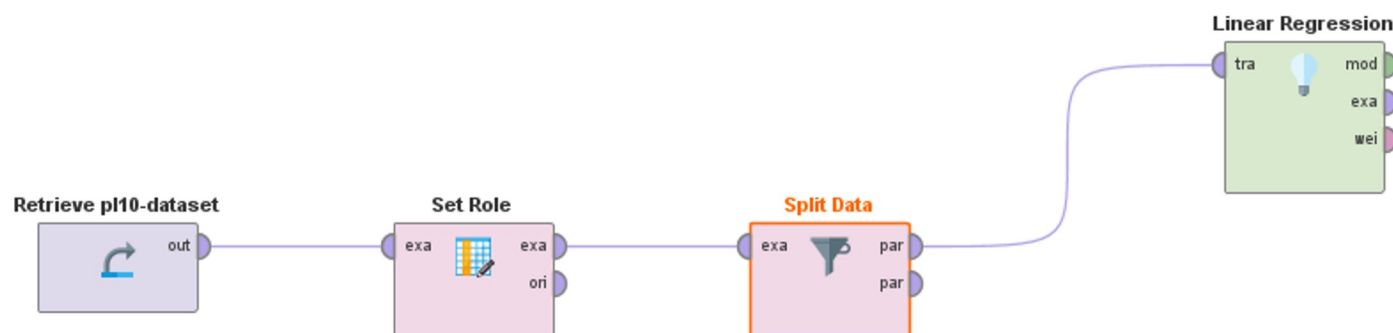 Linear Regression
tra
mod
exa
wei
Retrieve pl10-dataset
out
Set Role
exa
exa
ori
Split Data
exa
par
par